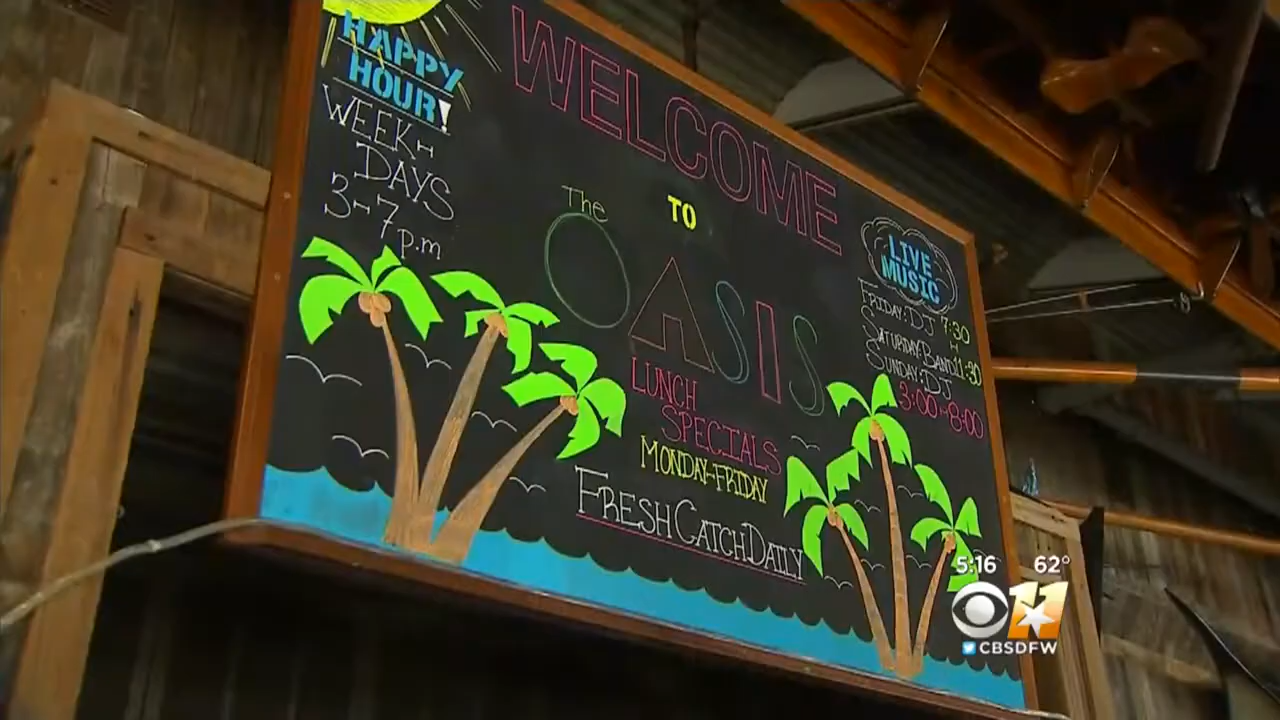 HAPPY
HOUR!
WEEK-
DAYS
3-7
p.m
WELCOME
TO
The
OASIS
LUNCH
SPECIALS
MONDAY-FRIDAY
FRESH CATCH DAILY
LIVE
MUSIC
FRIDAY: DJ 7:30
SATURDAY: BAND 11:30
SUNDAY: DJ
3:00-8:00
5:16 62°
11
CBSDFW